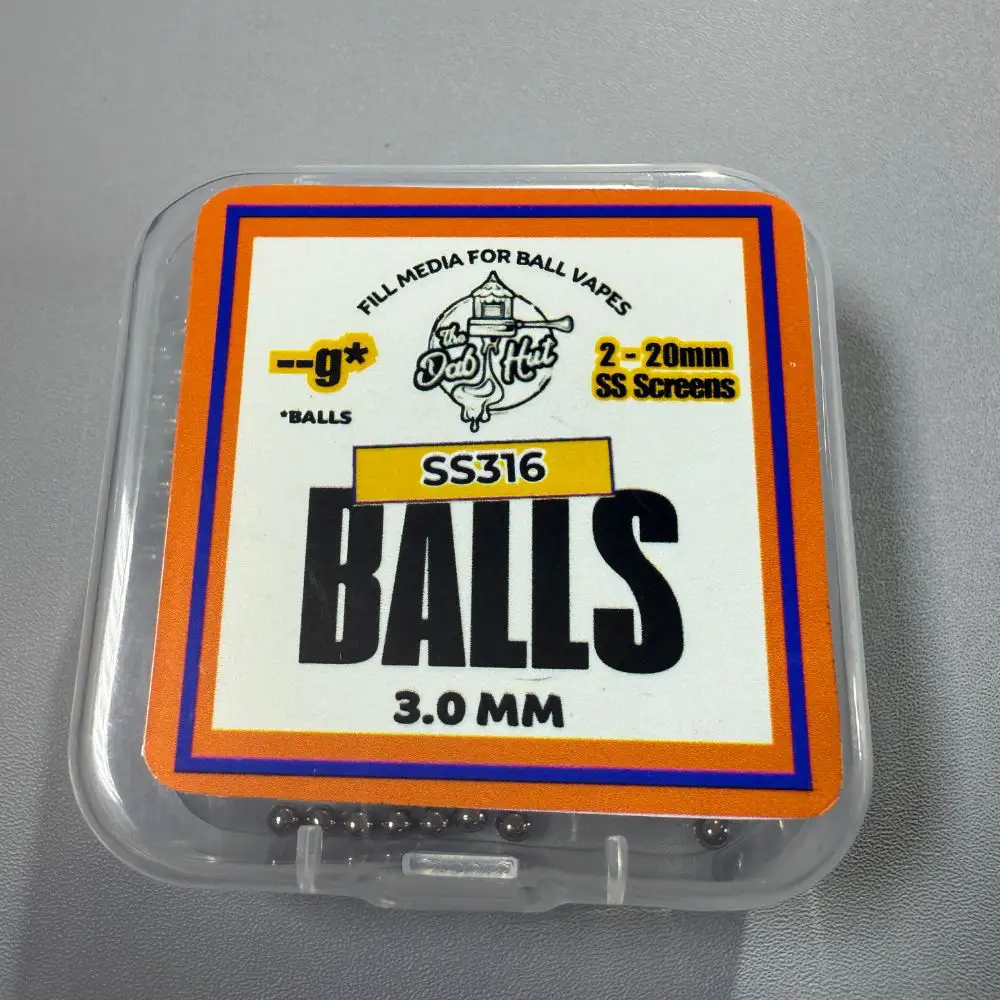 FILL MEDIA FOR BALL VAPES
The
Dab Hut
--g*
*BALLS
2 - 20mm
SS Screens
SS316
BALLS
3.0 MM